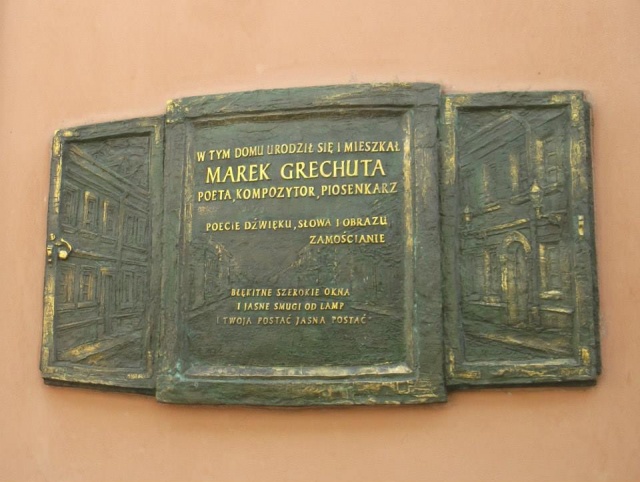 W TYM DOMU URODZIŁ SIĘ I MIESZKAŁ
MAREK GRECHUTA
POETA, KOMPOZYTOR, PIOSENKARZ
POECIE DŹWIĘKU, SŁOWA I OBRAZU
ZAMOŚCIANIE
BŁĘKITNE SZEROKIE OKNA
I JASNE SMUGI OD LAMP
I TWOJA POSTAĆ JASNA POSTAĆ